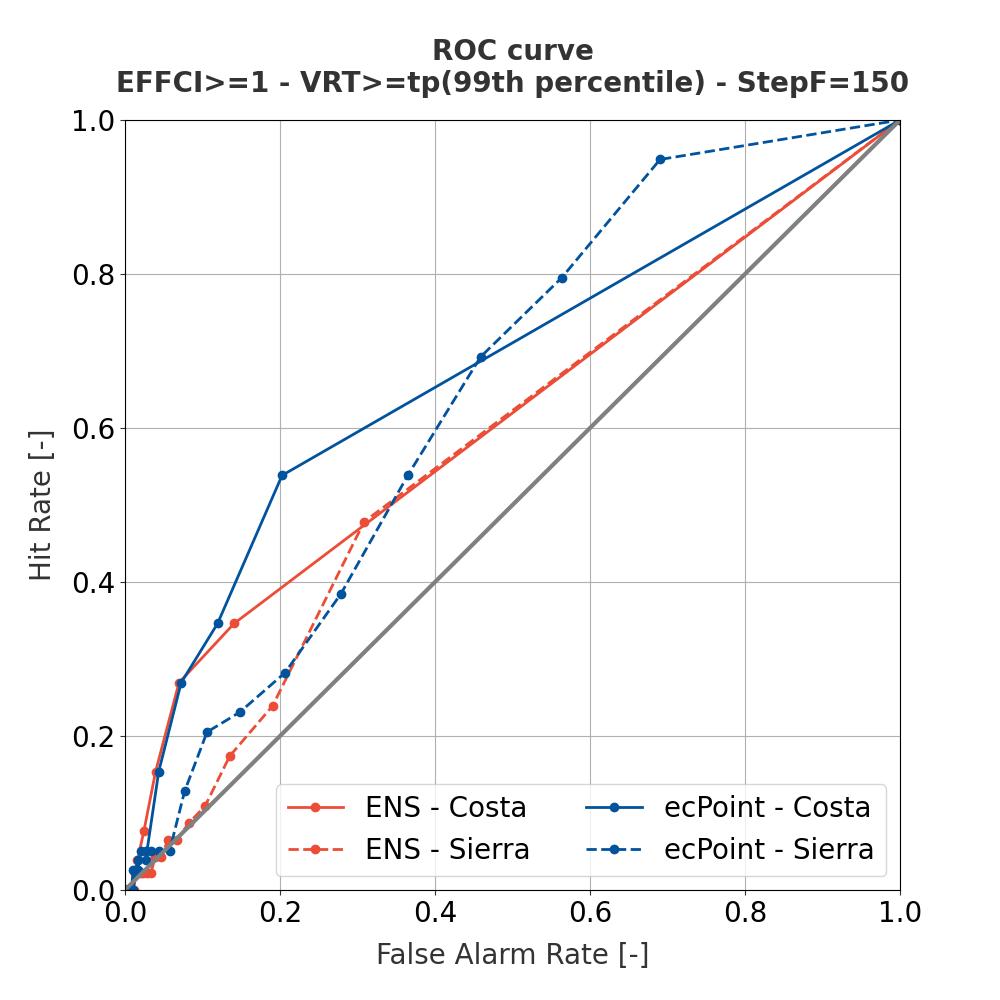 ROC curve
EFFCI>=1 - VRT>=tp(99th percentile) - StepF=150
1.0
0.8
0.6
0.4
0.2
0.0
Hit Rate [-]
ENS - Costa
ENS - Sierra
ecPoint - Costa
ecPoint - Sierra
0.0 0.2 0.4 0.6 0.8 1.0
False Alarm Rate [-]